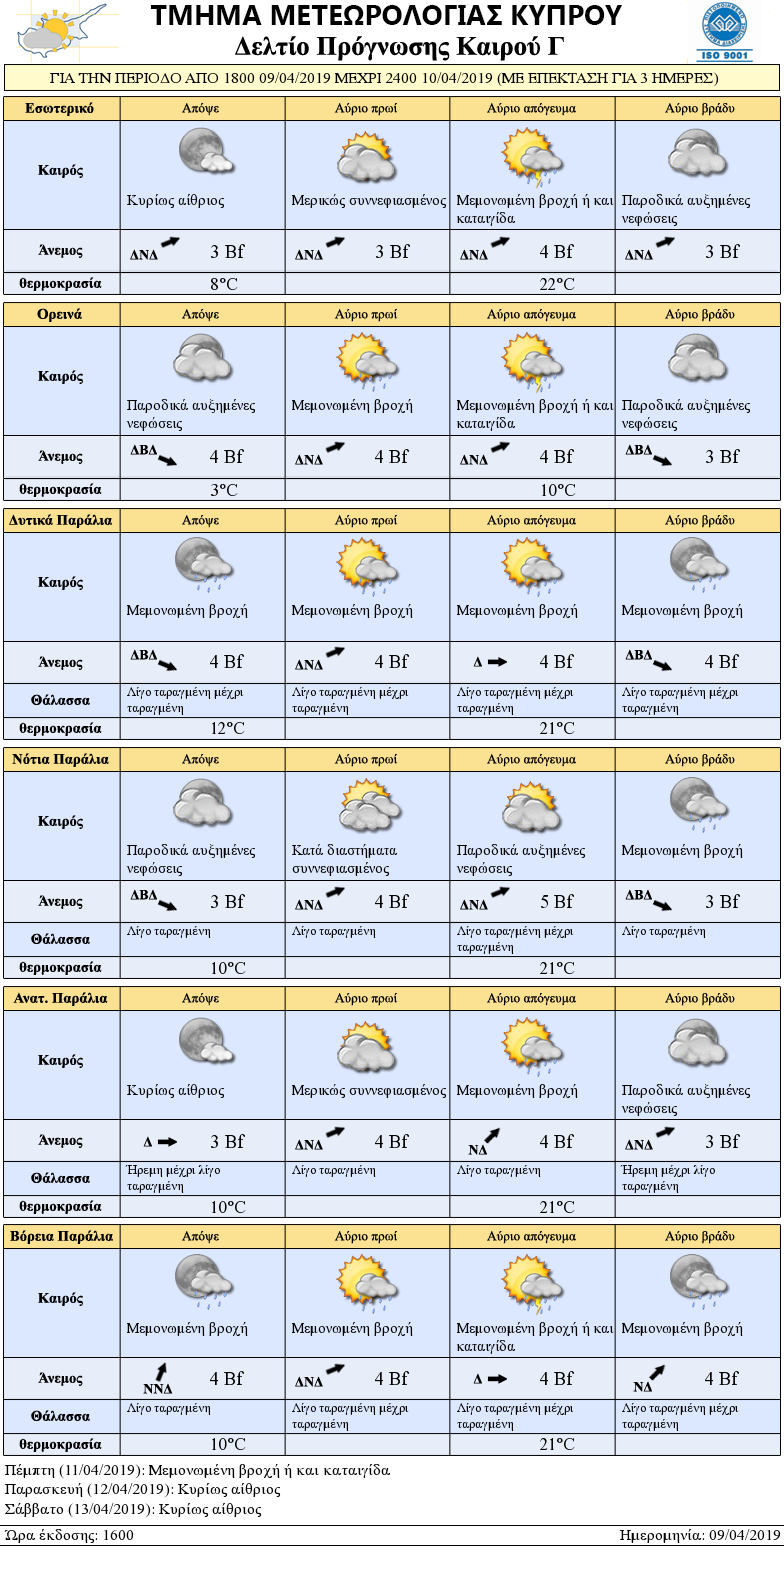 ΤΜΗΜΑ ΜΕΤΕΩΡΟΛΟΓΙΑΣ ΚΥΠΡΟΥ
Δελτίο Πρόγνωσης Καιρού Γ
ISO 9001
ΓΙΑ ΤΗΝ ΠΕΡΙΟΔΟ ΑΠΟ 1800 09/04/2019 ΜΕΧΡΙ 2400 10/04/2019 (ΜΕ ΕΠΕΚΤΑΣΗ ΓΙΑ 3 ΗΜΕΡΕΣ)
Εσωτερικό Απόψε Αύριο πρωί Αύριο απόγευμα Αύριο βράδυ
Καιρός
Κυρίως αίθριος Μερικώς συννεφιασμένος Μεμονωμένη βροχή ή και Παροδικά αυξημένες
καταιγίδα νεφώσεις
Άνεμος ΔΝΔ 3 Bf ΔΝΔ 3 Bf ΔΝΔ 4 Bf ΔΝΔ 3 Bf
θερμοκρασία 8°C 22°C
Ορεινά Απόψε Αύριο πρωί Αύριο απόγευμα Αύριο βράδυ
Καιρός
Παροδικά αυξημένες Μεμονωμένη βροχή Μεμονωμένη βροχή ή και Παροδικά αυξημένες
νεφώσεις καταιγίδα νεφώσεις
Άνεμος ΔΒΔ 4 Bf ΔΝΔ 4 Bf ΔΝΔ 4 Bf ΔΒΔ 3 Bf
θερμοκρασία 3°C 10°C
Δυτικά Παράλια Απόψε Αύριο πρωί Αύριο απόγευμα Αύριο βράδυ
Καιρός
Μεμονωμένη βροχή Μεμονωμένη βροχή Μεμονωμένη βροχή Μεμονωμένη βροχή
Άνεμος ΔΒΔ 4 Bf ΔΝΔ 4 Bf Δ 4 Bf ΔΒΔ 4 Bf
Θάλασσα Λίγο ταραγμένη μέχρι Λίγο ταραγμένη μέχρι Λίγο ταραγμένη μέχρι Λίγο ταραγμένη μέχρι
ταραγμένη ταραγμένη ταραγμένη ταραγμένη
θερμοκρασία 12°C 21°C
Νότια Παράλια Απόψε Αύριο πρωί Αύριο απόγευμα Αύριο βράδυ
Καιρός
Παροδικά αυξημένες Κατά διαστήματα Παροδικά αυξημένες Μεμονωμένη βροχή
νεφώσεις συννεφιασμένος νεφώσεις
Άνεμος ΔΒΔ 3 Bf ΔΝΔ 4 Bf ΔΝΔ 5 Bf ΔΒΔ 3 Bf
Θάλασσα Λίγο ταραγμένη Λίγο ταραγμένη Λίγο ταραγμένη μέχρι Λίγο ταραγμένη
ταραγμένη
θερμοκρασία 10°C 21°C
Ανατ. Παράλια Απόψε Αύριο πρωί Αύριο απόγευμα Αύριο βράδυ
Καιρός
Κυρίως αίθριος Μερικώς συννεφιασμένος Μεμονωμένη βροχή Παροδικά αυξημένες
νεφώσεις
Άνεμος Δ 3 Bf ΔΝΔ 4 Bf ΝΔ 4 Bf ΔΝΔ 3 Bf
Θάλασσα Ήρεμη μέχρι λίγο Λίγο ταραγμένη Λίγο ταραγμένη Ήρεμη μέχρι λίγο
ταραγμένη ταραγμένη
θερμοκρασία 10°C 21°C
Βόρεια Παράλια Απόψε Αύριο πρωί Αύριο απόγευμα Αύριο βράδυ
Καιρός
Μεμονωμένη βροχή Μεμονωμένη βροχή Μεμονωμένη βροχή ή και Μεμονωμένη βροχή
καταιγίδα
Άνεμος ΝΝΔ 4 Bf ΔΝΔ 4 Bf Δ 4 Bf ΝΔ 4 Bf
Θάλασσα Λίγο ταραγμένη Λίγο ταραγμένη μέχρι Λίγο ταραγμένη μέχρι Λίγο ταραγμένη μέχρι
ταραγμένη ταραγμένη ταραγμένη
θερμοκρασία 10°C 21°C
Πέμπτη (11/04/2019): Μεμονωμένη βροχή ή και καταιγίδα
Παρασκευή (12/04/2019): Κυρίως αίθριος
Σάββατο (13/04/2019): Κυρίως αίθριος
Ώρα έκδοσης: 1600 Ημερομηνία: 09/04/2019